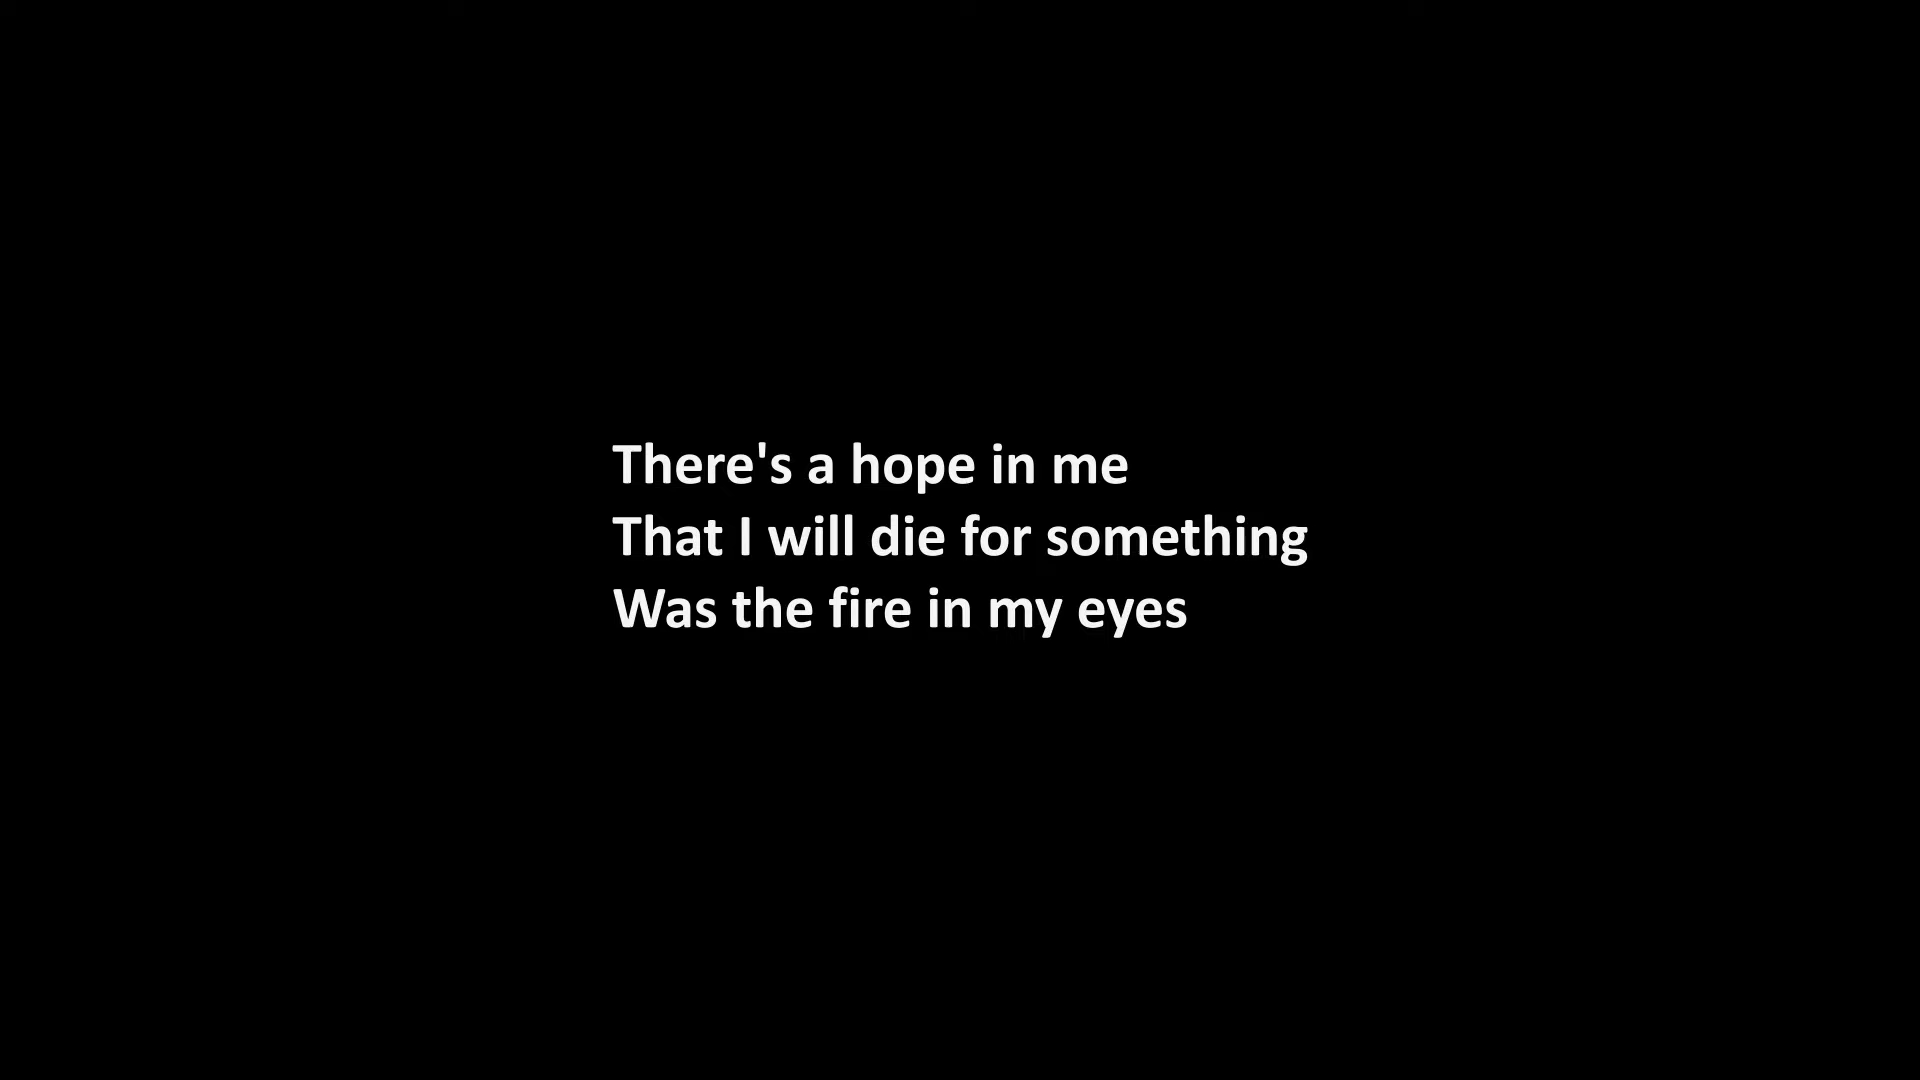 There's a hope in me
That I will die for something
Was the fire in my eyes